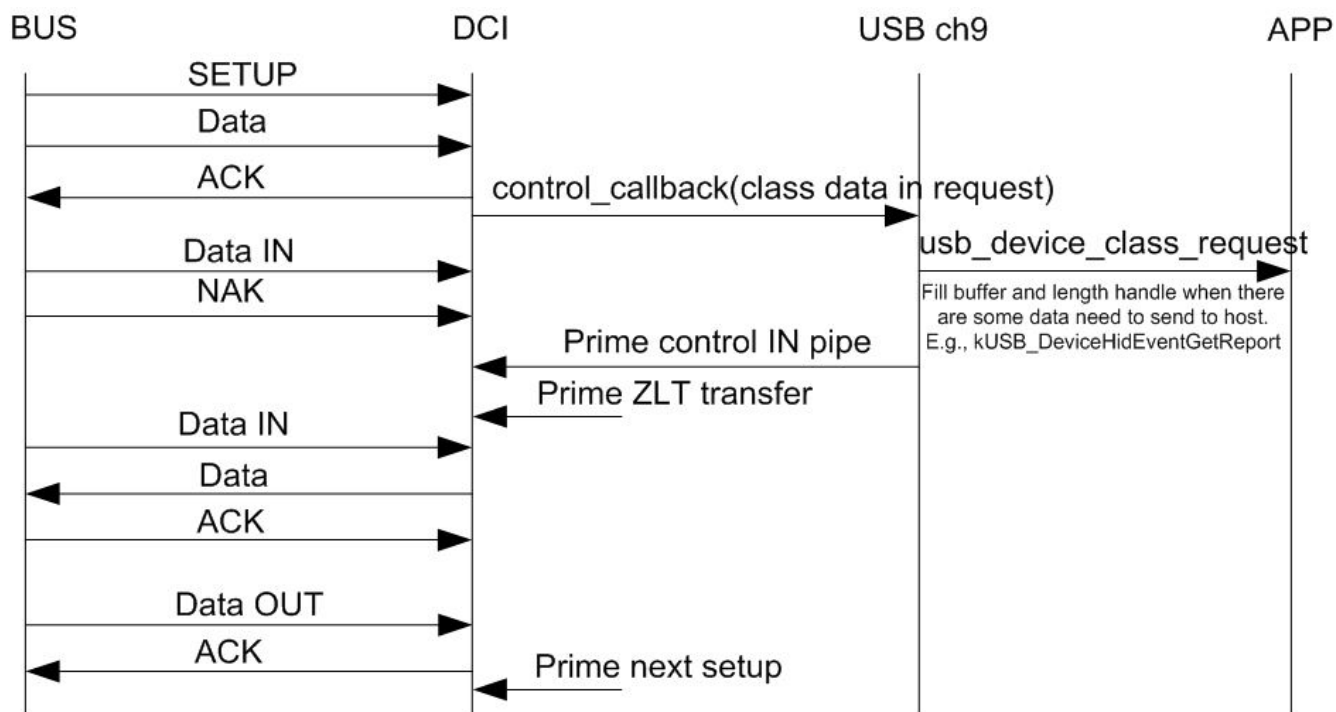 BUS DCI USB ch9 APP
SETUP
Data
ACK
control_callback(class data in request)
Data IN
usb_device_class_request
NAK
Fill buffer and length handle when there
are some data need to send to host.
E.g., kUSB_DeviceHidEventGetReport
Prime control IN pipe
Prime ZLT transfer
Data IN
Data
ACK
Data OUT
ACK
Prime next setup